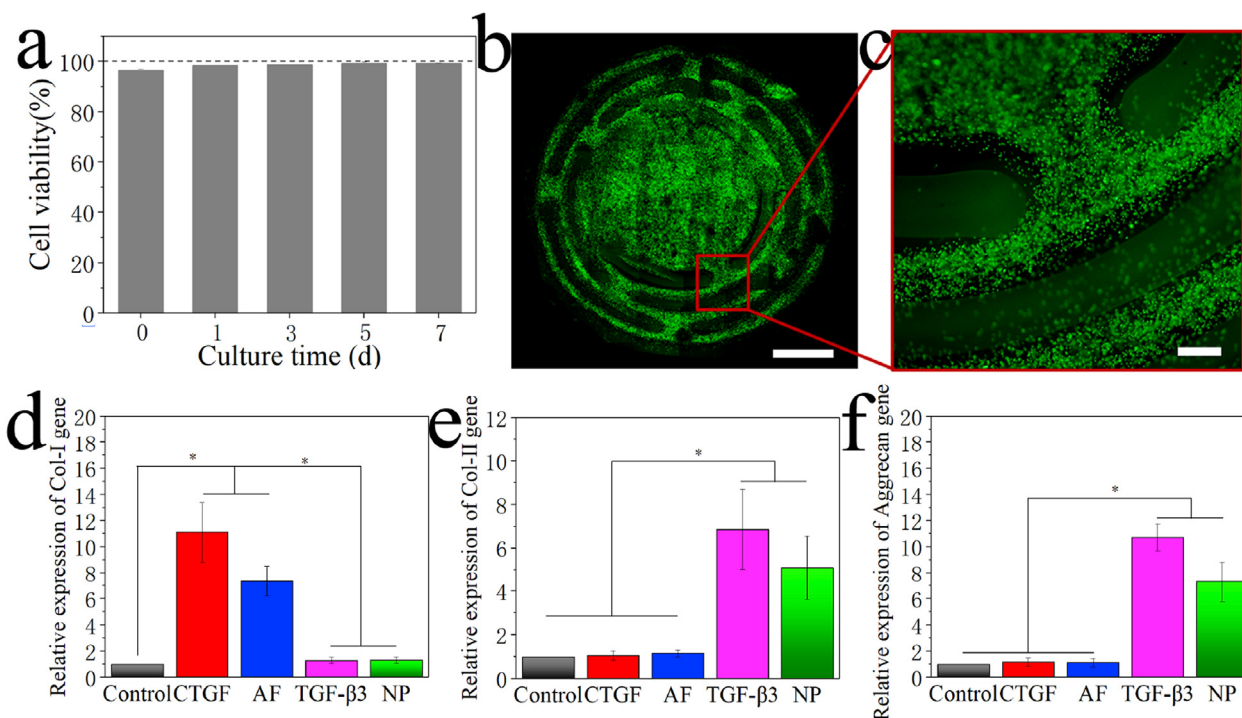 a
Cell viability(%)
100
80
60
40
20
0
0 1 3 5 7
Culture time (d)
b
c
d
Relative expression of Col-I gene
20
18
16
14
12
10
8
6
4
2
0
* *
Control CTGF AF TGF-β3 NP
e
Relative expression of Col-II gene
12
10
8
6
4
2
0
*
Control CTGF AF TGF-β3 NP
f
Relative expression of Aggrecan gene
20
18
16
14
12
10
8
6
4
2
0
*
Control CTGF AF TGF-β3 NP